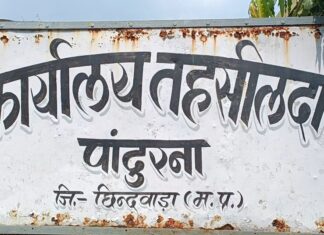 कार्यालय तहसीलदा
पांढुरना
जि.- छिन्दवाड़ा (म.प्र.)